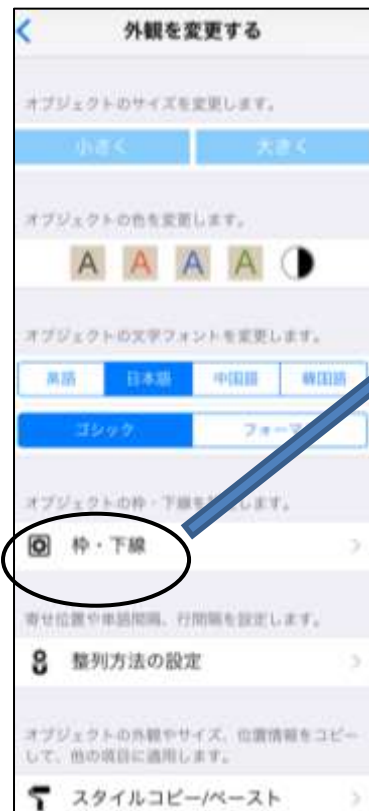 外観を変更する
オブジェクトのサイズを変更します。
小さく 大きく
オブジェクトの色を変更します。
A A A A
オブジェクトの文字フォントを変更します。
英語 日本語 中国語 韓国語
ゴシック フォーマ
オブジェクトの枠・下線を します。
枠・下線
寄せ位置や単語間隔、行間隔を設定します。
整列方法の設定
オブジェクトの外観やサイズ、位置情報をコピー
して、他の項目に適用します。
スタイルコピー/ペースト